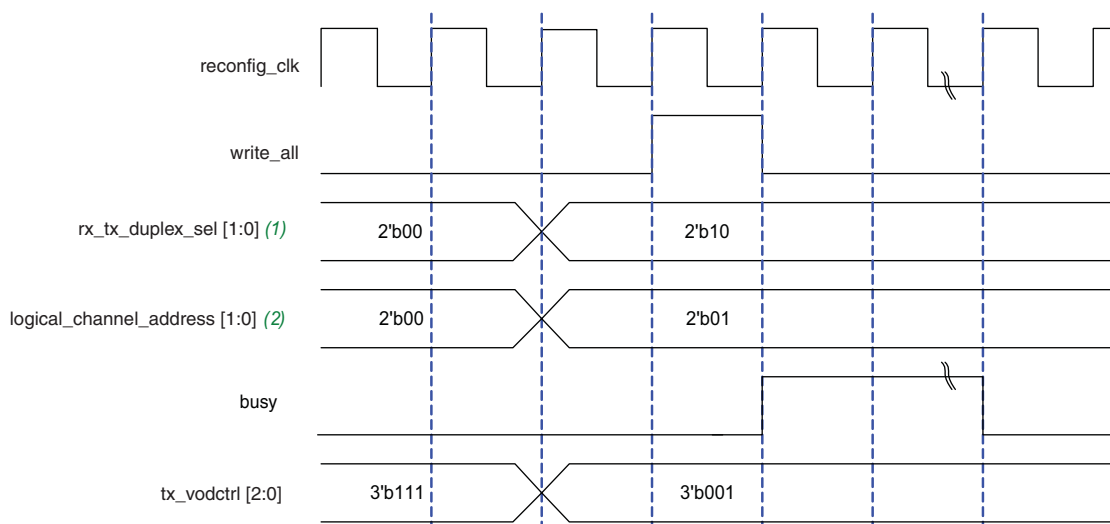 reconfig_clk
write_all
rx_tx_duplex_sel [1:0] (1) 2'b00 2'b10
logical_channel_address [1:0] (2) 2'b00 2'b01
busy
tx_vodctrl [2:0] 3'b111 3'b001